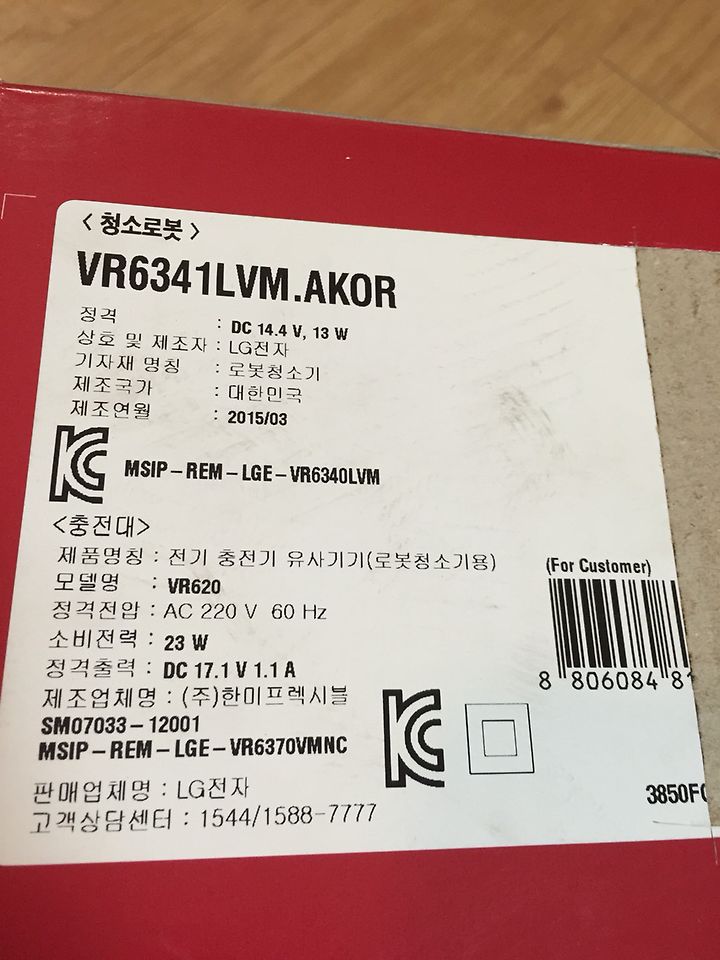 < 청소로봇 >
VR6341LVM.AKOR
정격 : DC 14.4 V, 13 W
상호 및 제조자 : LG전자
기자재 명칭 : 로봇청소기
제조국가 : 대한민국
제조연월 : 2015/03
MSIP-REM-LGE-VR6340LVM
<충전대>
제품명칭 : 전기 충전기 유사기기(로봇청소기용)
모델명 : VR620
정격전압 : AC 220 V 60 Hz
소비전력 : 23 W
정격출력 : DC 17.1 V 1.1 A
제조업체명 : (주)한미프렉시블
SM07033-12001
MSIP-REM-LGE-VR6370VMNC
판매업체명 : LG전자
고객상담센터 : 1544/1588-7777
(For Customer)
8 806084 81
3850F